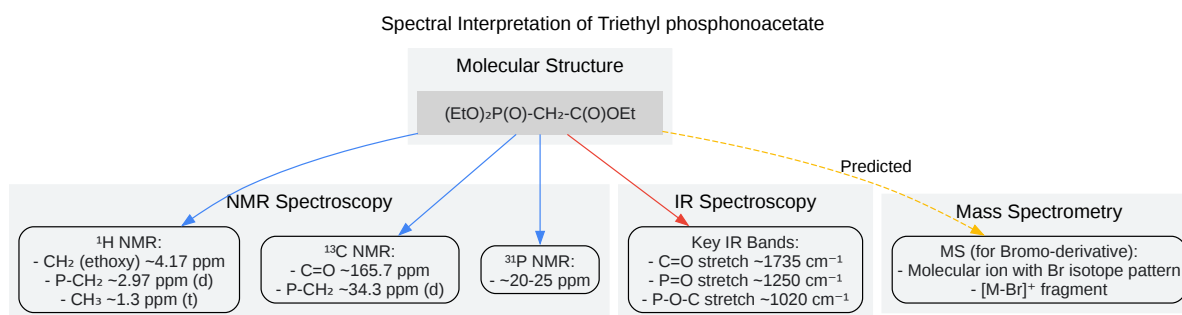 Spectral Interpretation of Triethyl phosphonoacetate
Molecular Structure
(EtO)₂P(O)-CH₂-C(O)OEt
Predicted
NMR Spectroscopy
¹H NMR:
- CH₂ (ethoxy) ~4.17 ppm
- P-CH₂ ~2.97 ppm (d)
- CH₃ ~1.3 ppm (t)
¹³C NMR:
- C=O ~165.7 ppm
- P-CH₂ ~34.3 ppm (d)
³¹P NMR:
- ~20-25 ppm
IR Spectroscopy
Key IR Bands:
- C=O stretch ~1735 cm⁻¹
- P=O stretch ~1250 cm⁻¹
- P-O-C stretch ~1020 cm⁻¹
Mass Spectrometry
MS (for Bromo-derivative):
- Molecular ion with Br isotope pattern
- [M-Br]⁺ fragment